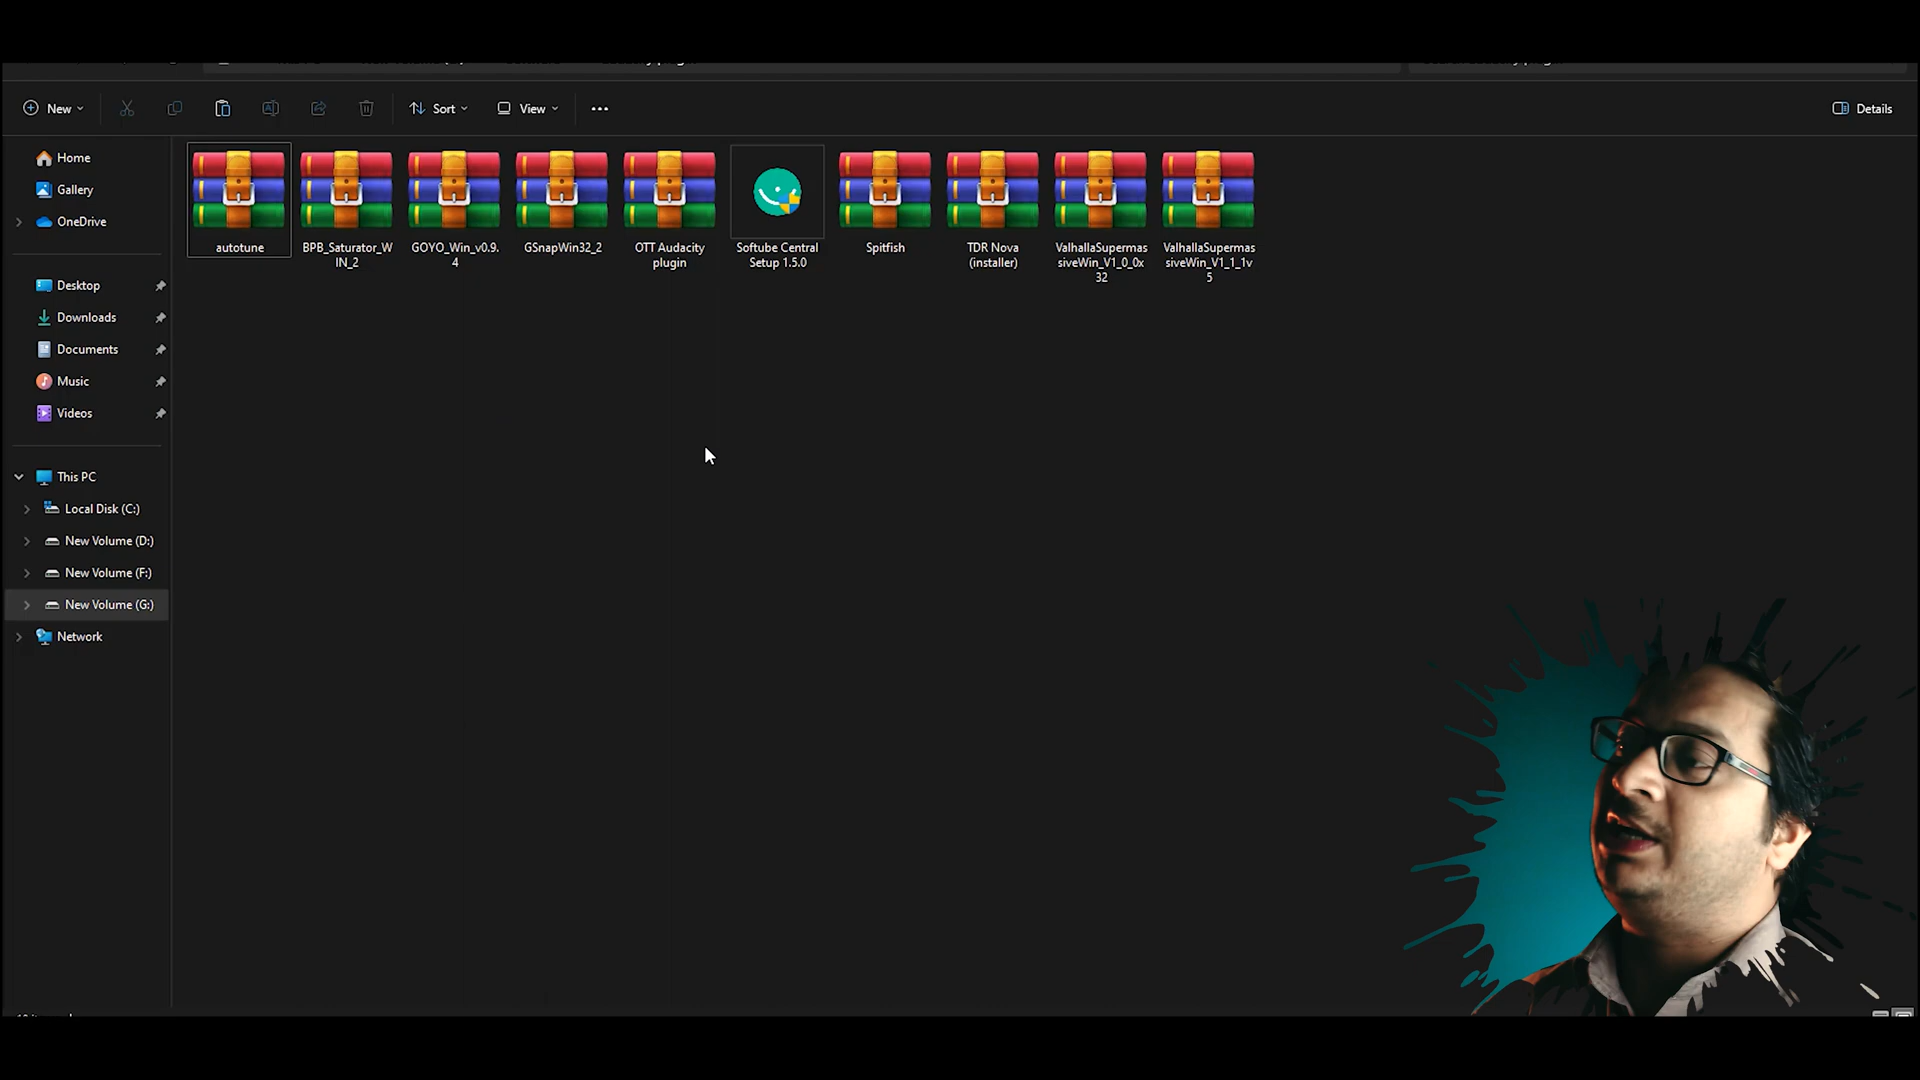 New
Sort
View
Details
Home
Gallery
OneDrive
Desktop
Downloads
Documents
Music
Videos
This PC
Local Disk (C:)
New Volume (D:)
New Volume (F:)
New Volume (G:)
Network
autotune
BPB_Saturator_W
IN_2
GOYO_Win_v0.9.
4
GSnapWin32_2
OTT Audacity
plugin
Softube Central
Setup 1.5.0
Spitfish
TDR Nova
(installer)
ValhallaSupermas
siveWin_V1_0_0x
32
ValhallaSupermas
siveWin_V1_1_1v
5